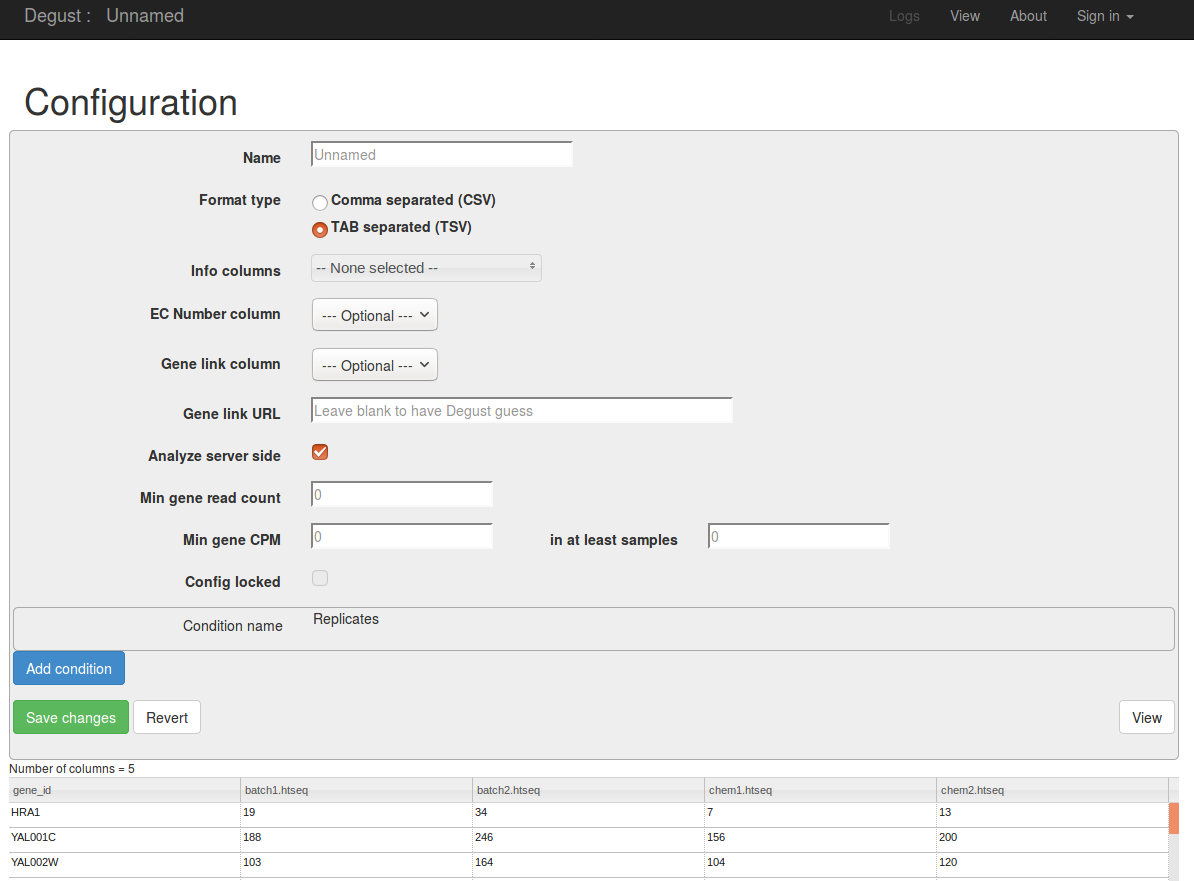 Degust : Unnamed Logs View About Sign in
Configuration
Name Unnamed
Format type Comma separated (CSV)
TAB separated (TSV)
Info columns -- None selected --
EC Number column --- Optional ---
Gene link column --- Optional ---
Gene link URL Leave blank to have Degust guess
Analyze server side
Min gene read count 0
Min gene CPM 0 in at least samples 0
Config locked
Condition name Replicates
Add condition
Save changes Revert View
Number of columns = 5
gene_id batch1.htseq batch2.htseq chem1.htseq chem2.htseq
HRA1 19 34 7 13
YAL001C 188 246 156 200
YAL002W 103 164 104 120